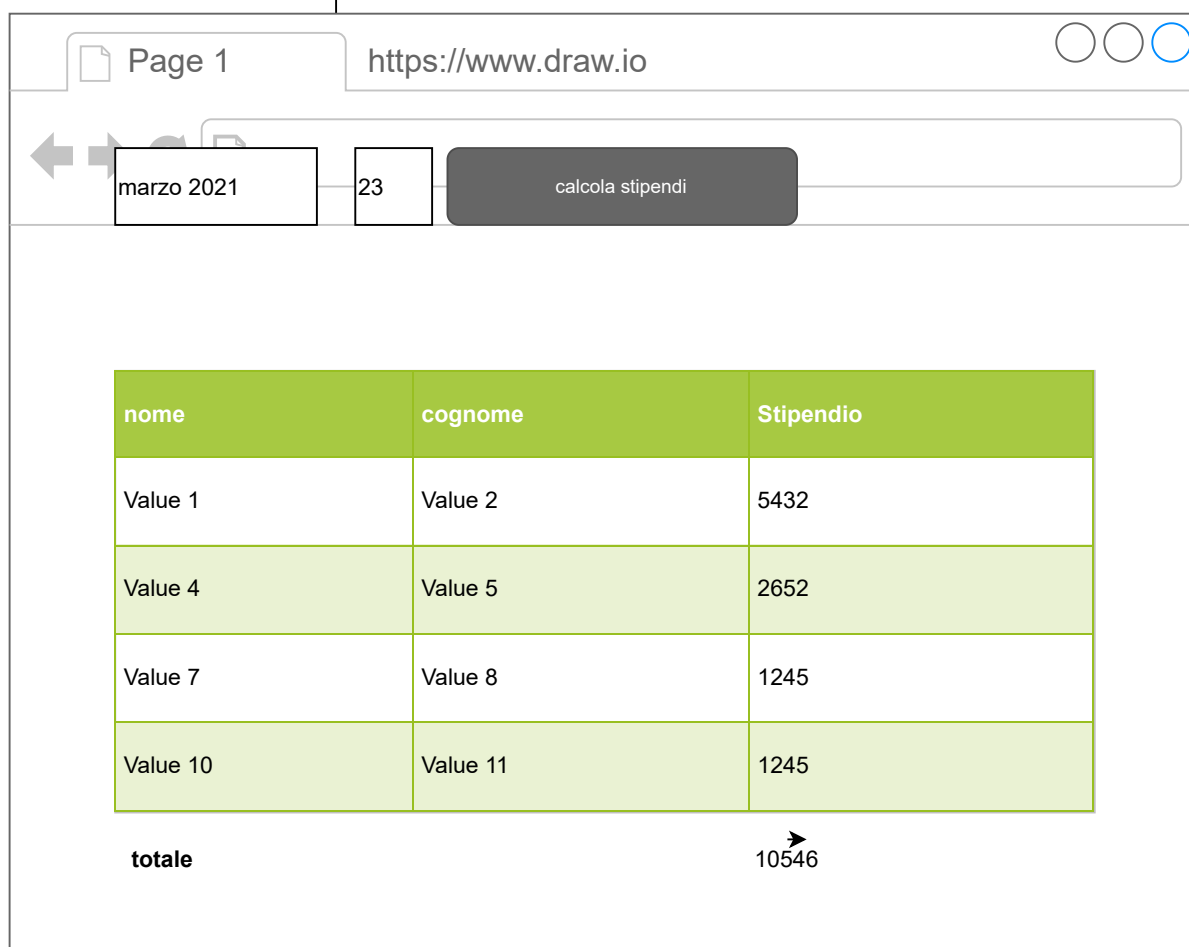 Page 1 https://www.draw.io
marzo 2021 23 calcola stipendi
nome cognome Stipendio
Value 1 Value 2 5432
Value 4 Value 5 2652
Value 7 Value 8 1245
Value 10 Value 11 1245
totale 10546